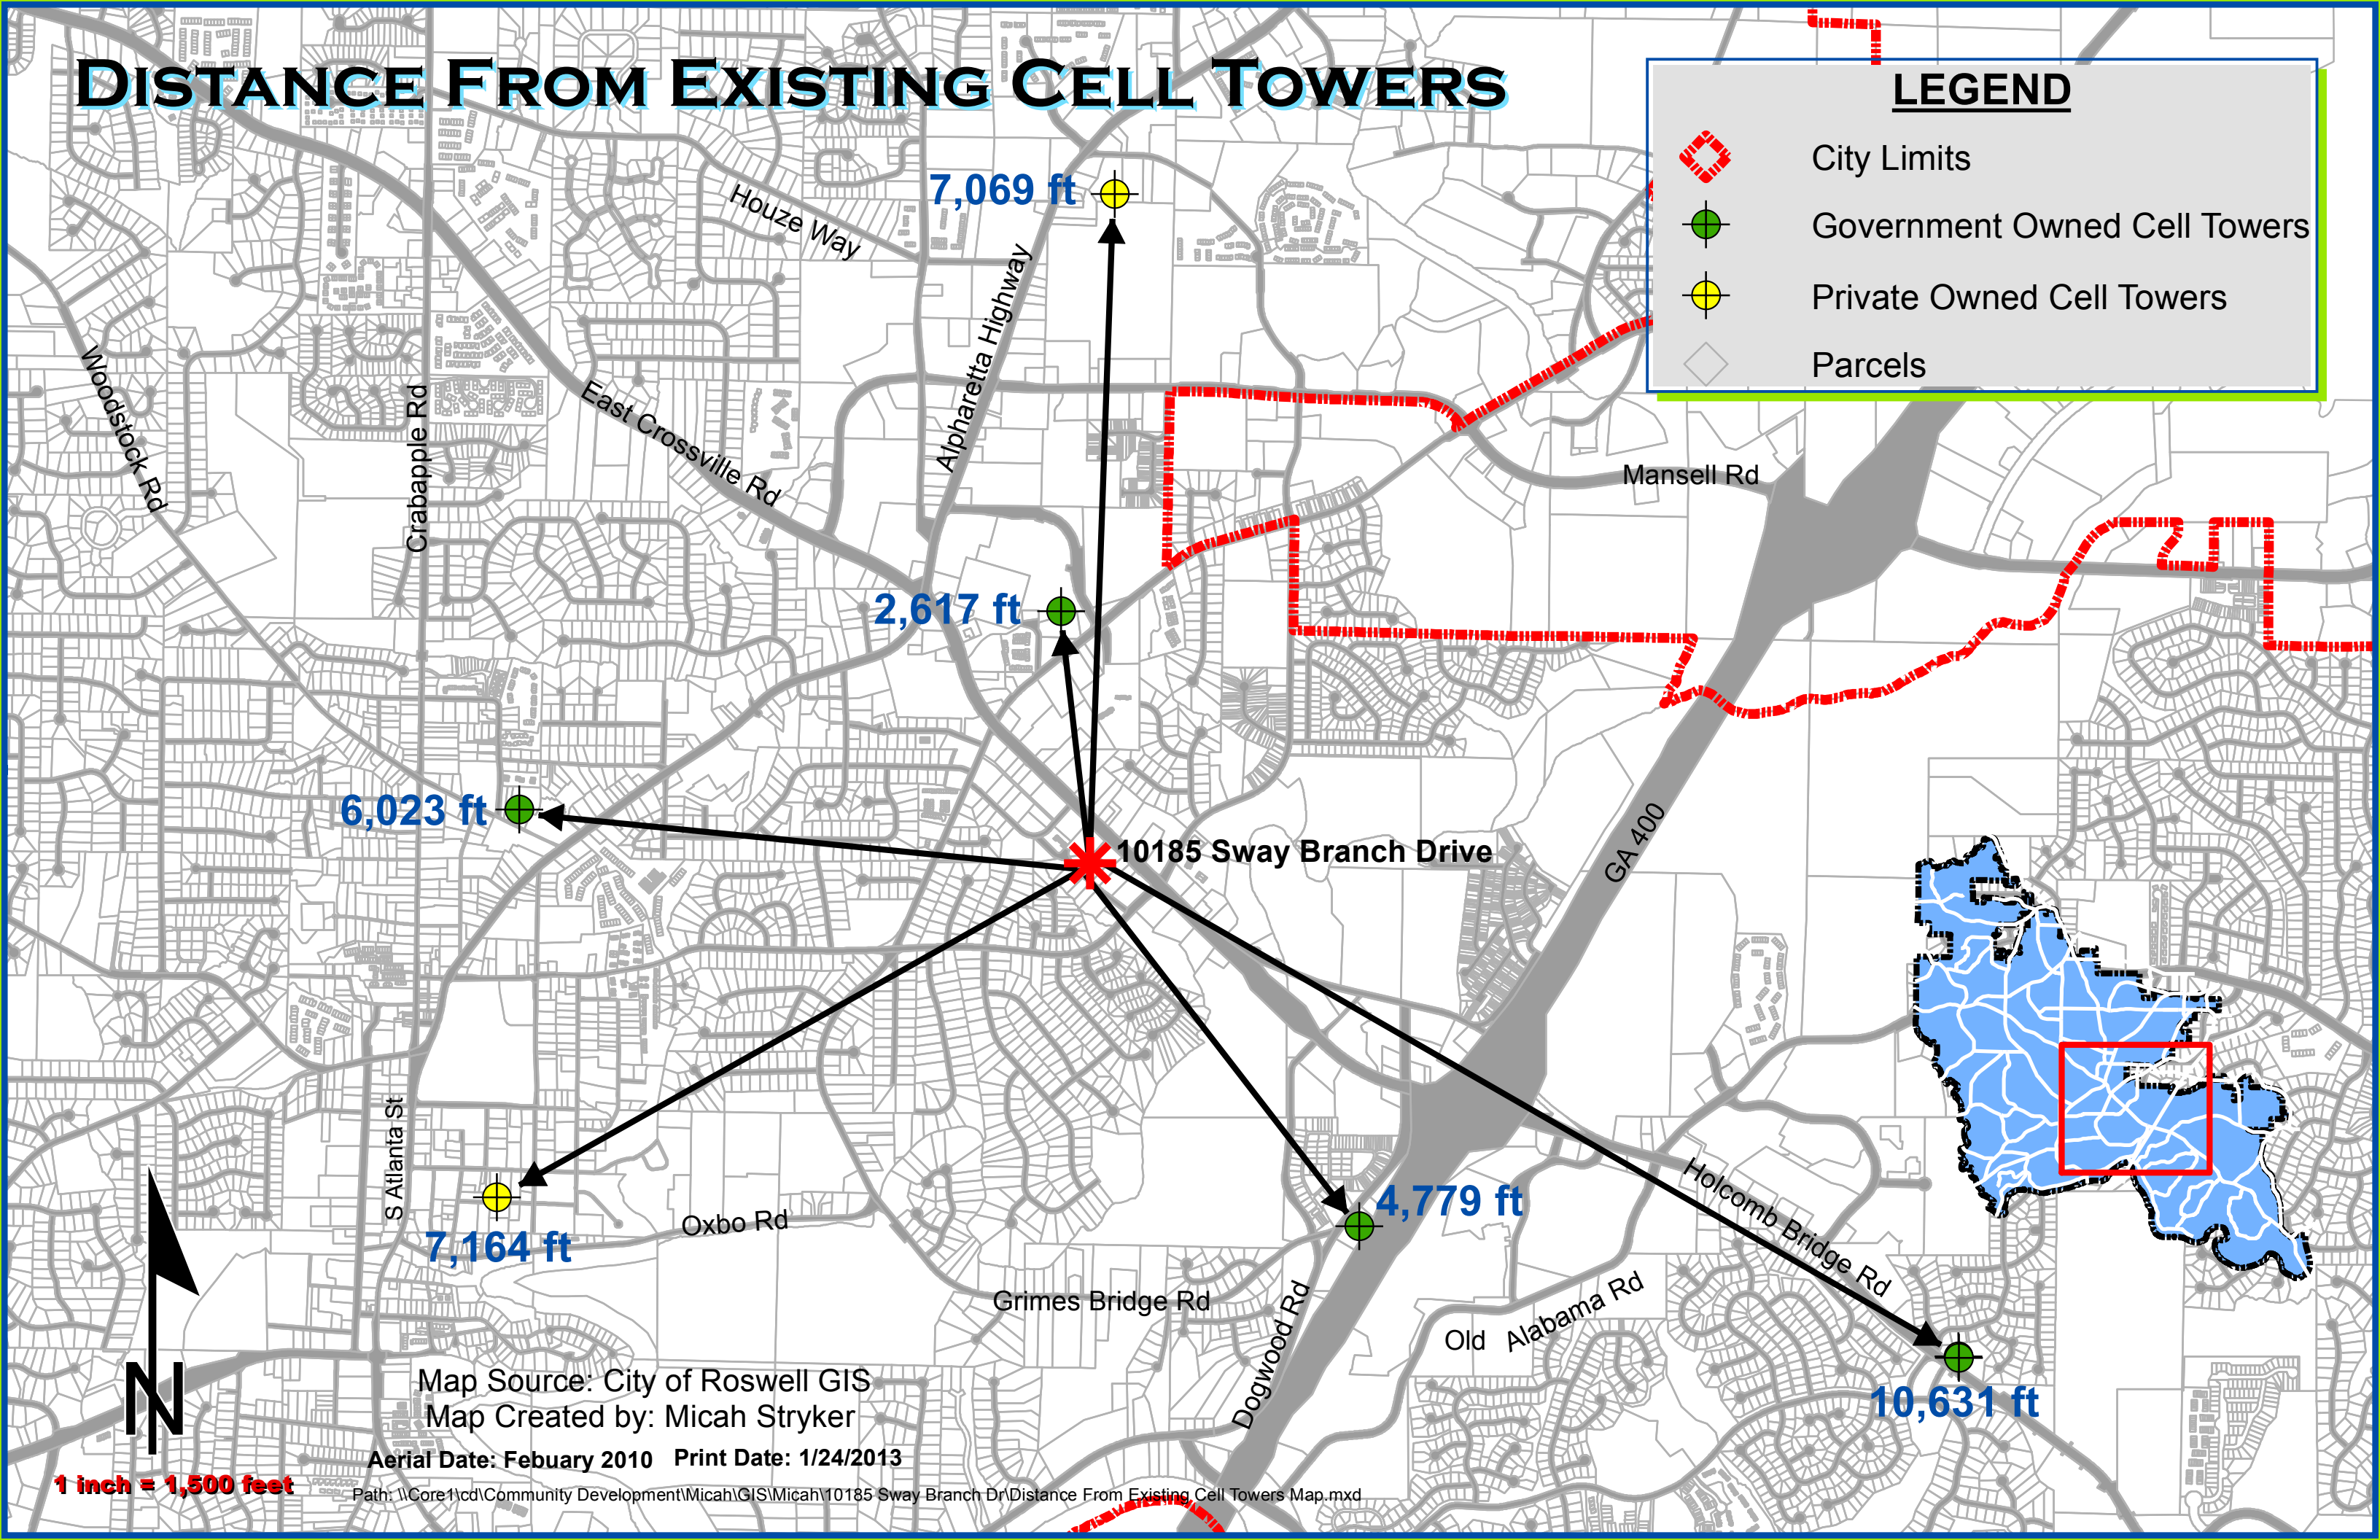 DISTANCE FROM EXISTING CELL TOWERS
LEGEND
City Limits
Government Owned Cell Towers
Private Owned Cell Towers
Parcels
7,069 ft
Houze Way
Alpharetta Highway
Woodstock Rd
Crabapple Rd
East Crossville Rd
Mansell Rd
2,617 ft
6,023 ft
10185 Sway Branch Drive
GA 400
S Atlanta St
7,164 ft
Oxbo Rd
4,779 ft
Holcomb Bridge Rd
Grimes Bridge Rd
Dogwood Rd
Old Alabama Rd
10,631 ft
N
Map Source: City of Roswell GIS
Map Created by: Micah Stryker
Aerial Date: Febuary 2010 Print Date: 1/24/2013
1 inch = 1,500 feet
Path: \\Core1\cd\Community Development\Micah\GIS\Micah\10185 Sway Branch Dr\Distance From Existing Cell Towers Map.mxd